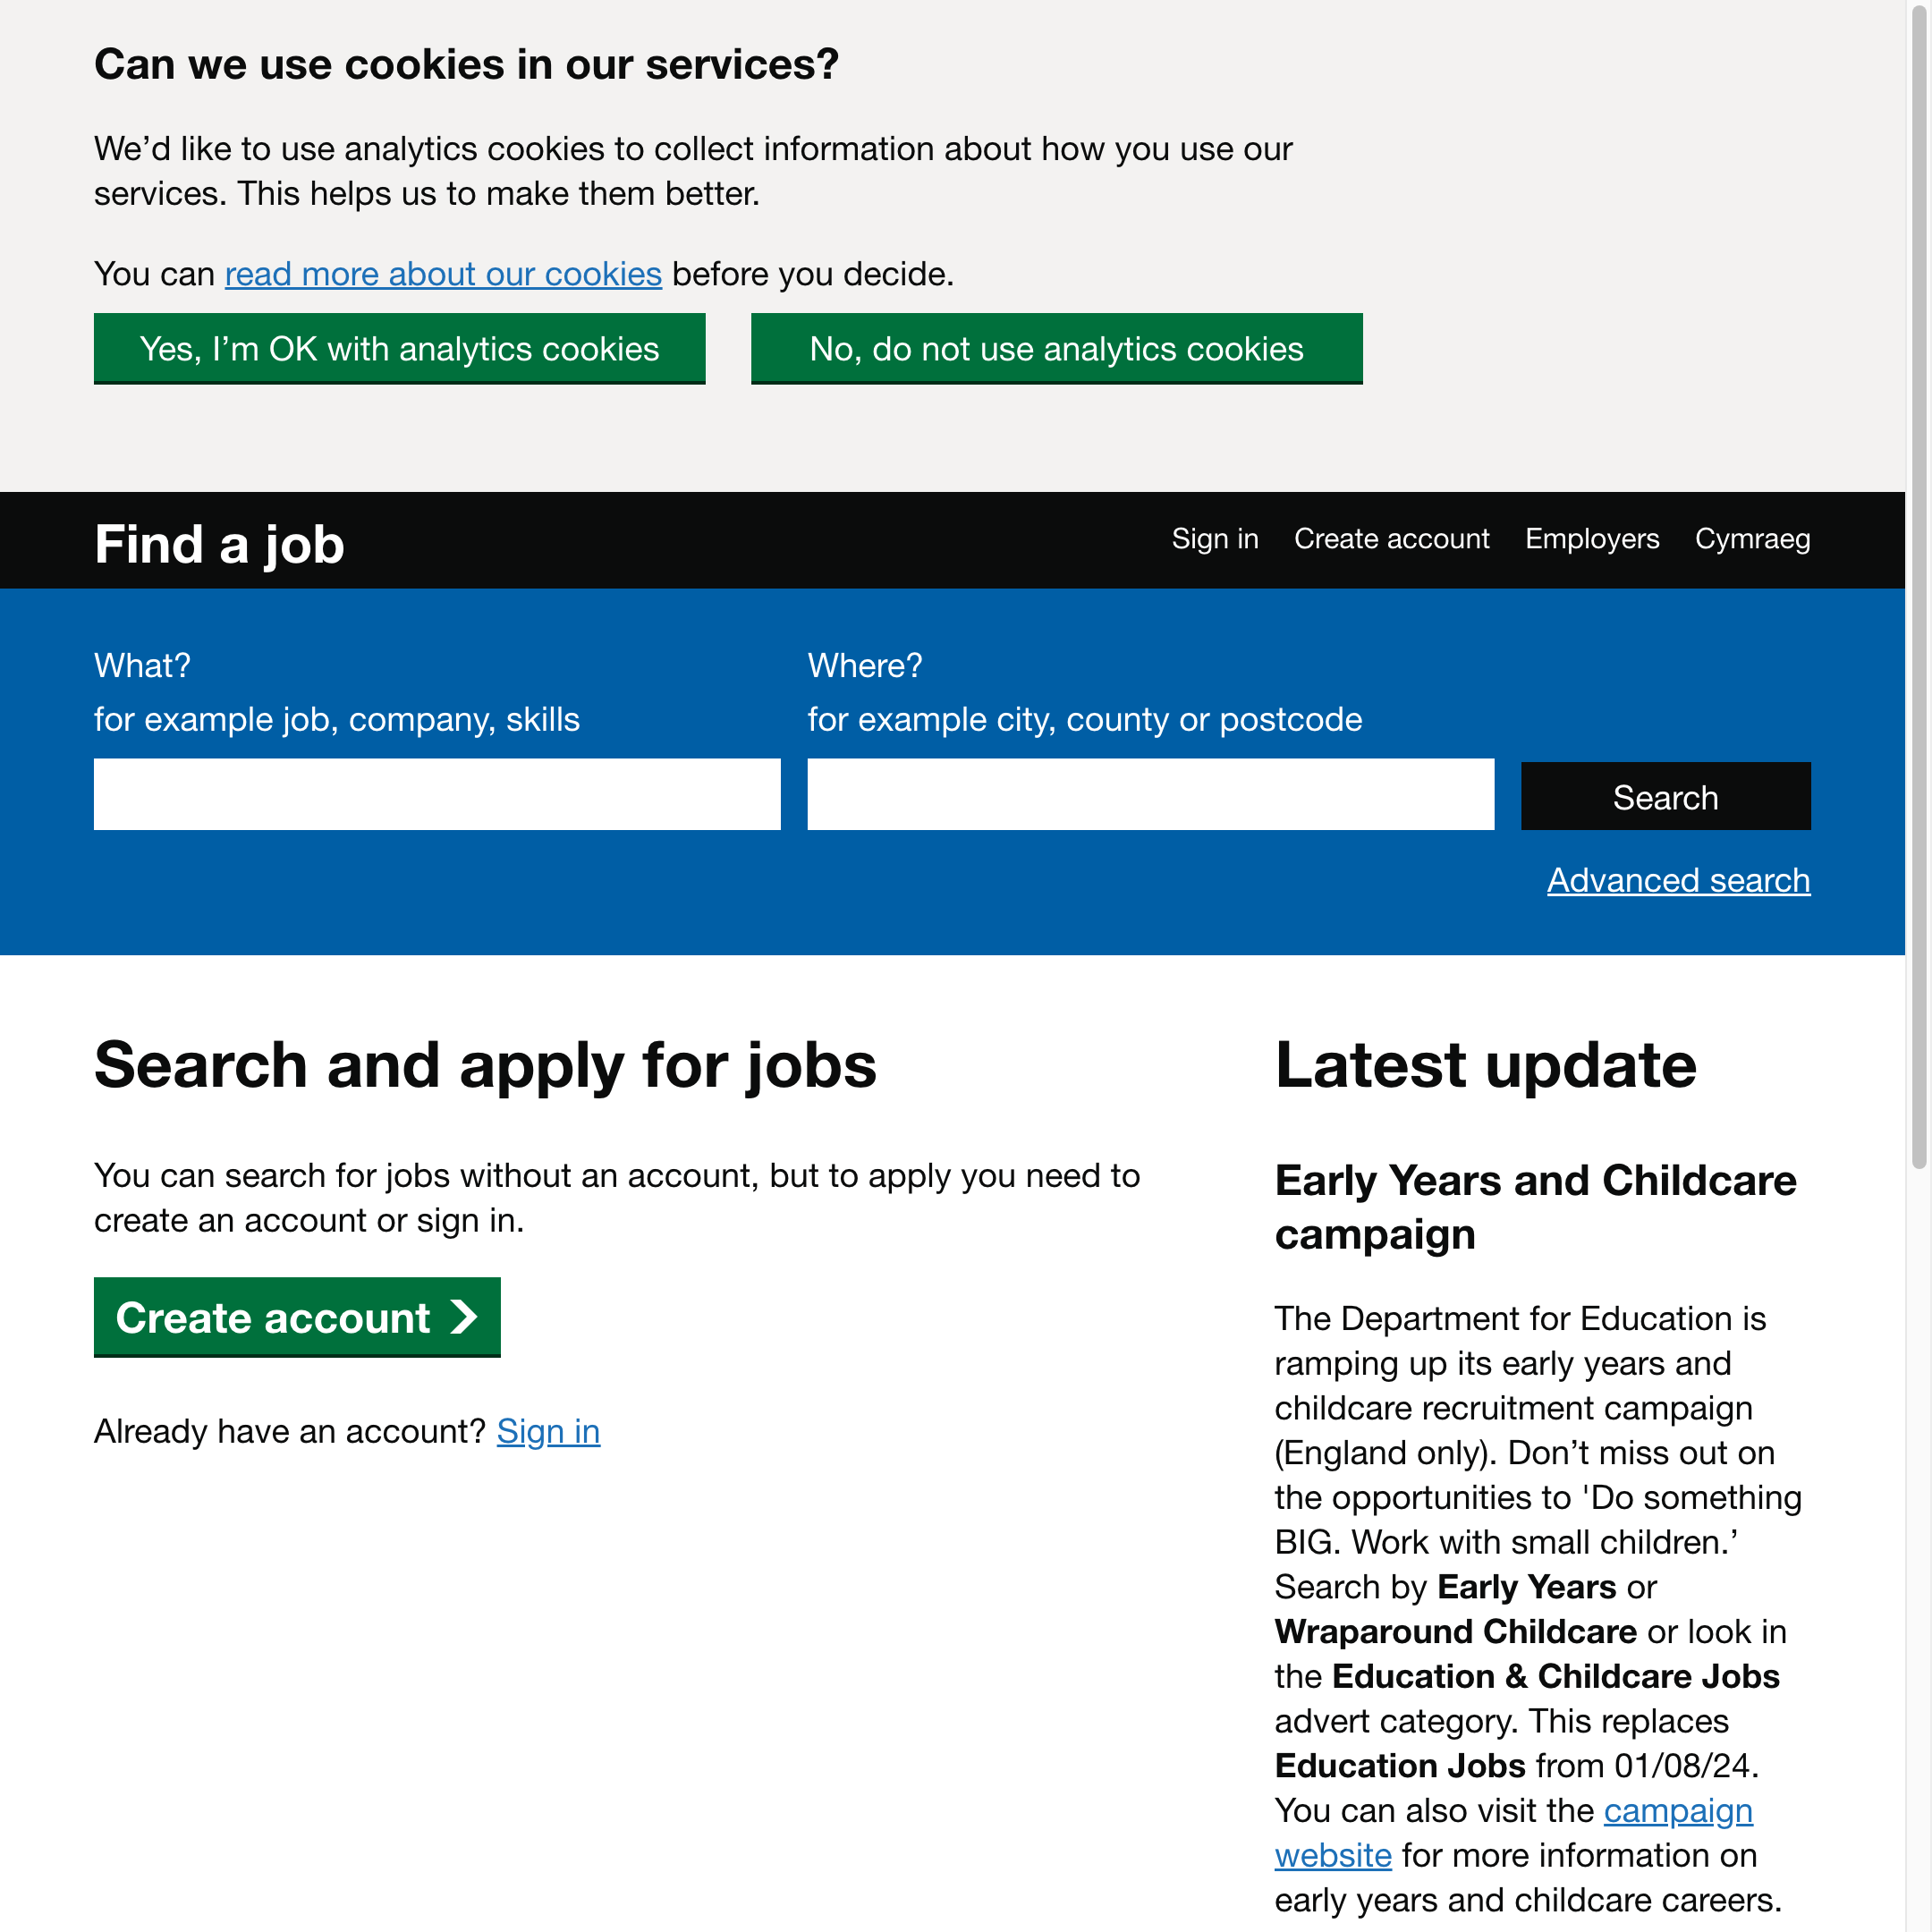 Can we use cookies in our services?
We’d like to use analytics cookies to collect information about how you use our
services. This helps us to make them better.
You can read more about our cookies before you decide.
Yes, I’m OK with analytics cookies
No, do not use analytics cookies
Find a job
Sign in
Create account
Employers
Cymraeg
What?
for example job, company, skills
Where?
for example city, county or postcode
Search
Advanced search
Search and apply for jobs
You can search for jobs without an account, but to apply you need to
create an account or sign in.
Create account
Already have an account? Sign in
Latest update
Early Years and Childcare
campaign
The Department for Education is
ramping up its early years and
childcare recruitment campaign
(England only). Don’t miss out on
the opportunities to 'Do something
BIG. Work with small children.’
Search by Early Years or
Wraparound Childcare or look in
the Education & Childcare Jobs
advert category. This replaces
Education Jobs from 01/08/24.
You can also visit the campaign
website for more information on
early years and childcare careers.